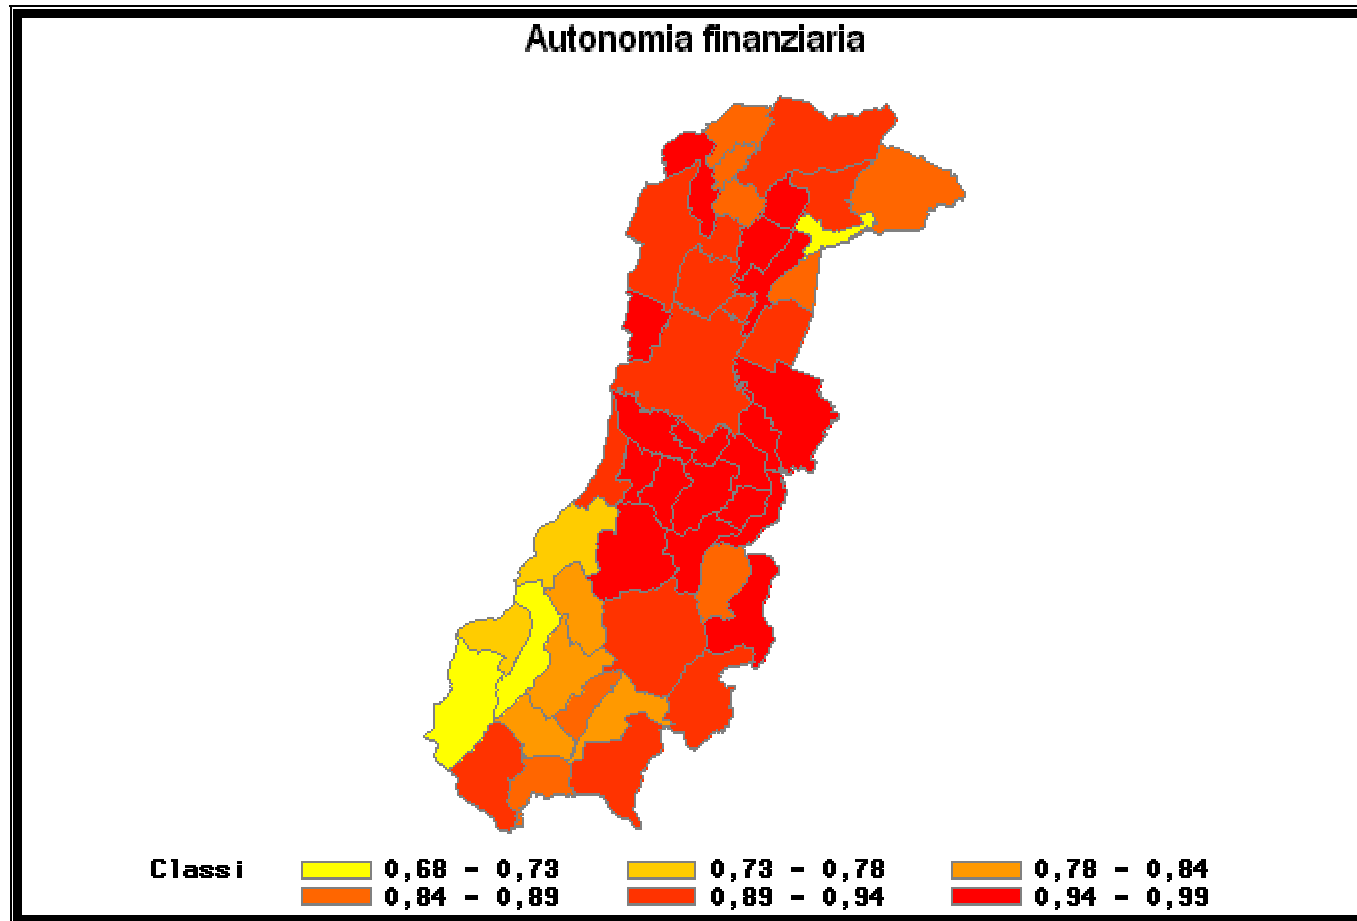 Autonomia finanziaria
Classi 0,68 - 0,73 0,73 - 0,78 0,78 - 0,84
0,84 - 0,89 0,89 - 0,94 0,94 - 0,99